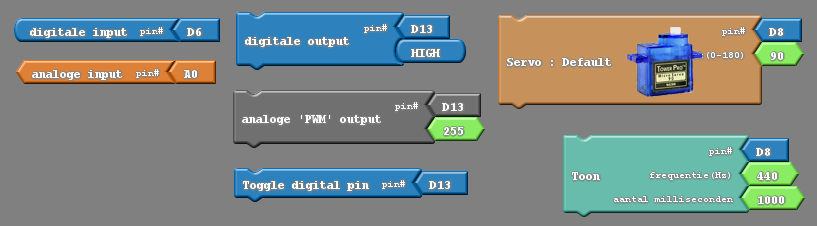 digitale input pin# D6
analoge input pin# A0
digitale output pin# D13
HIGH
analoge 'PWM' output pin# D13
255
Toggle digital pin pin# D13
Servo : Default pin# D8
(0-180) 90
TOWER PRO
Toon pin# D8
frequentie(Hz) 440
aantal milliseconden 1000